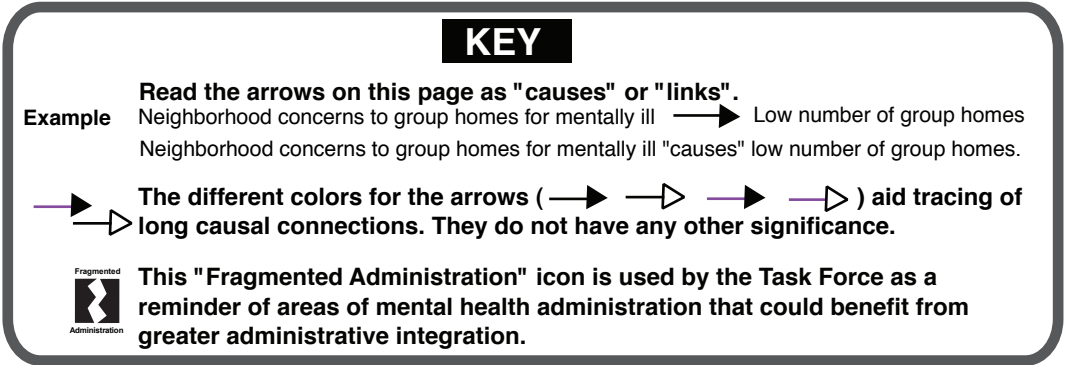 KEY
Read the arrows on this page as "causes" or "links".
Example Neighborhood concerns to group homes for mentally ill Low number of group homes
Neighborhood concerns to group homes for mentally ill "causes" low number of group homes.
The different colors for the arrows ( ) aid tracing of
long causal connections. They do not have any other significance.
Fragmented
Administration
This "Fragmented Administration" icon is used by the Task Force as a
reminder of areas of mental health administration that could benefit from
greater administrative integration.